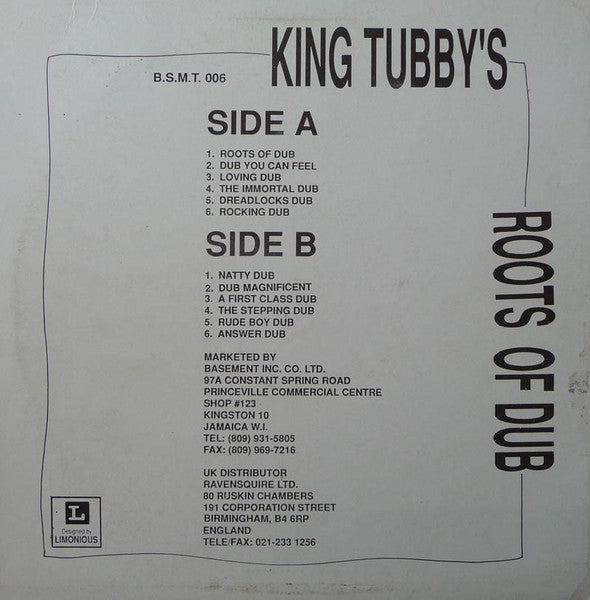 KING TUBBY'S
B.S.M.T. 006
SIDE A
1. ROOTS OF DUB
2. DUB YOU CAN FEEL
3. LOVING DUB
4. THE IMMORTAL DUB
5. DREADLOCKS DUB
6. ROCKING DUB
SIDE B
1. NATTY DUB
2. DUB MAGNIFICENT
3. A FIRST CLASS DUB
4. THE STEPPING DUB
5. RUDE BOY DUB
6. ANSWER DUB
ROOTS OF DUB
MARKETED BY
BASEMENT INC. CO. LTD.
97A CONSTANT SPRING ROAD
PRINCEVILLE COMMERCIAL CENTRE
SHOP #123
KINGSTON 10
JAMAICA W.I.
TEL: (809) 931-5805
FAX: (809) 969-7216
UK DISTRIBUTOR
RAVENSQUIRE LTD.
80 RUSKIN CHAMBERS
191 CORPORATION STREET
BIRMINGHAM, B4 6RP
ENGLAND
TELE/FAX: 021-233 1256
L
Designed by
LIMONIOUS